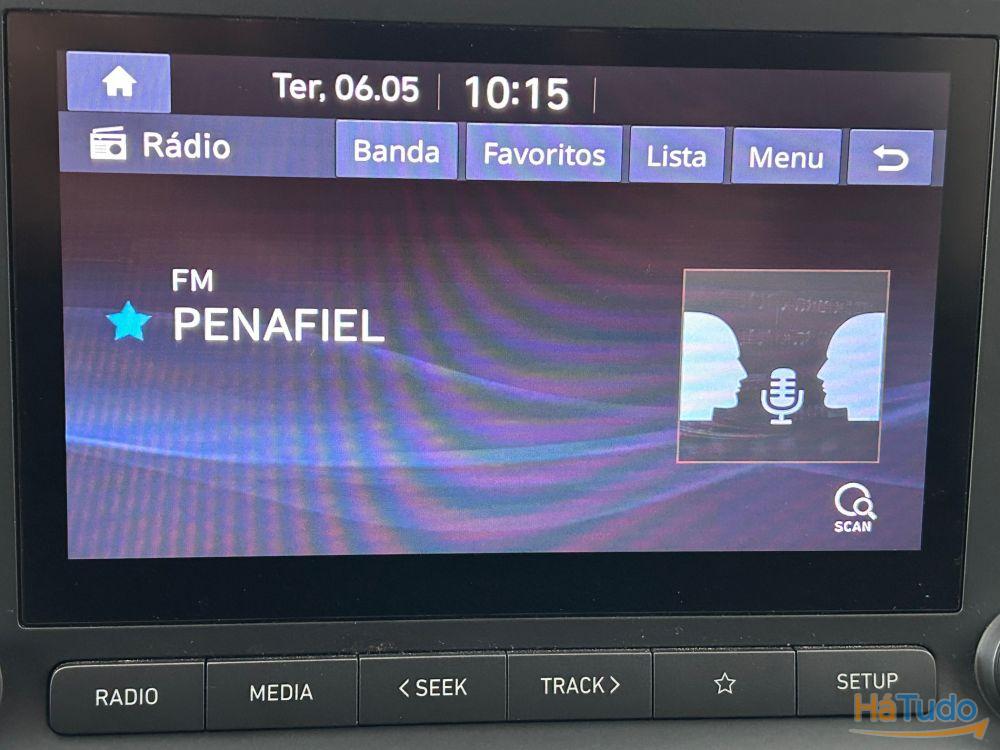 Ter, 06.05 10:15
Rádio Banda Favoritos Lista Menu
FM
PENAFIEL
SCAN
RADIO MEDIA <SEEK TRACK> SETUP
HáTudo